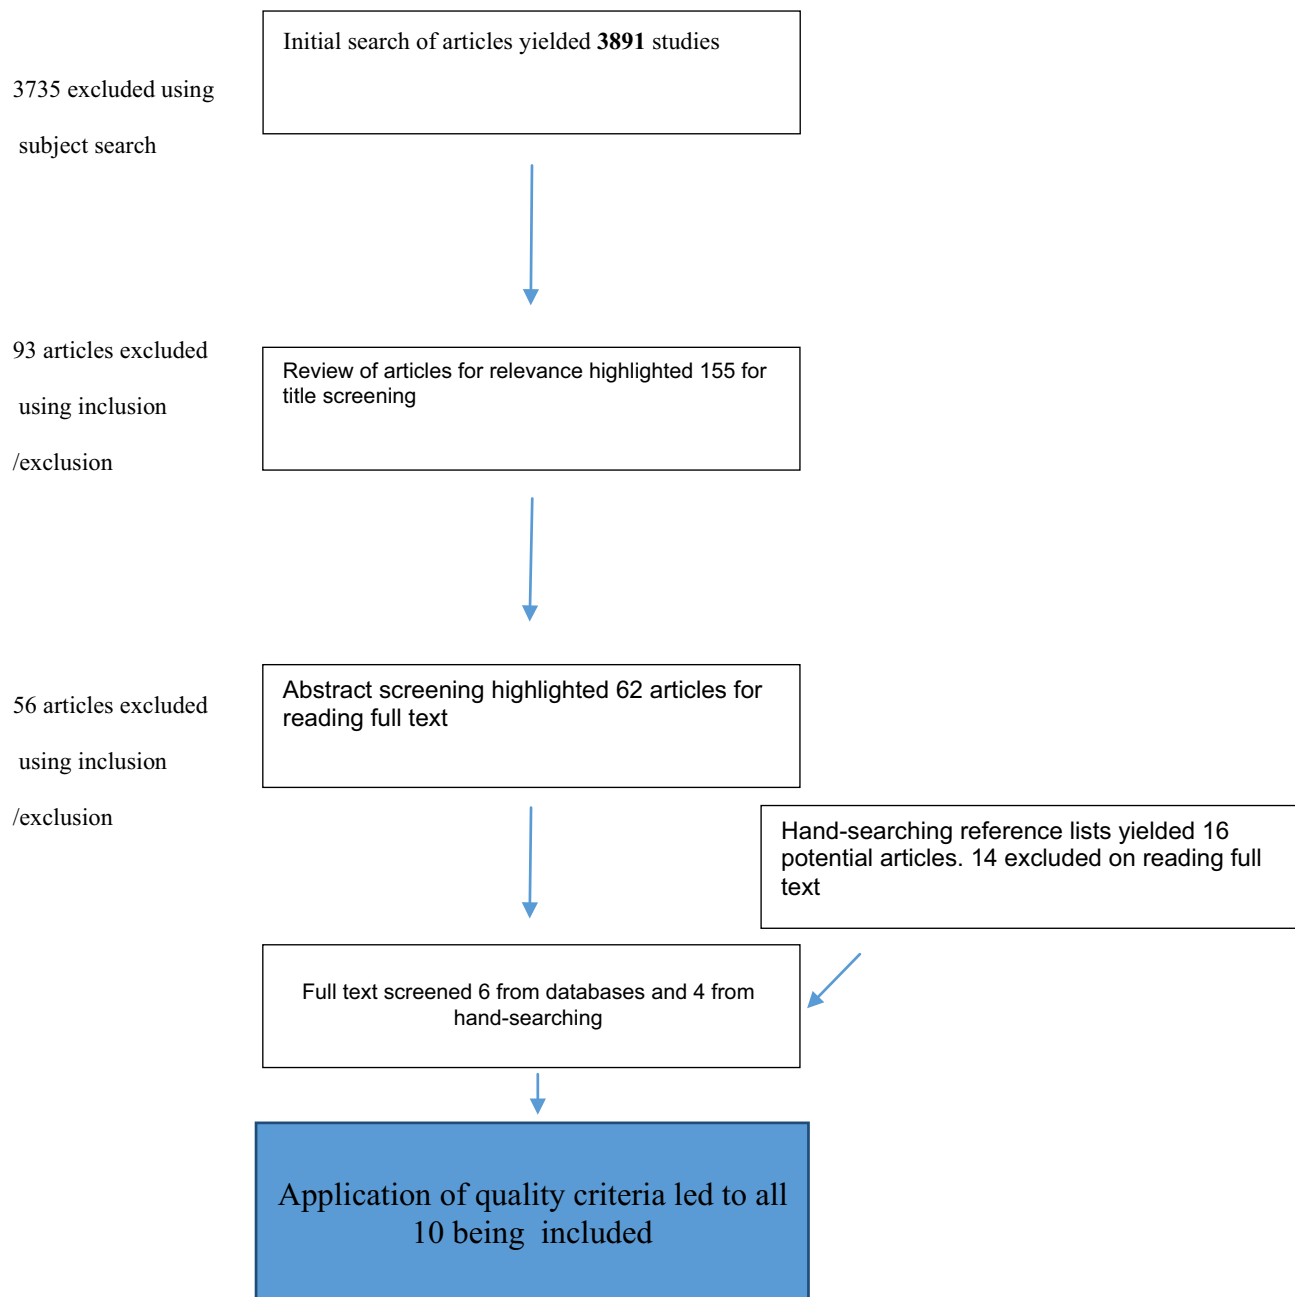 Initial search of articles yielded 3891 studies
3735 excluded using
subject search
93 articles excluded
using inclusion
/exclusion
Review of articles for relevance highlighted 155 for
title screening
Abstract screening highlighted 62 articles for
reading full text
56 articles excluded
using inclusion
/exclusion
Hand-searching reference lists yielded 16
potential articles. 14 excluded on reading full
text
Full text screened 6 from databases and 4 from
hand-searching
Application of quality criteria led to all
10 being included